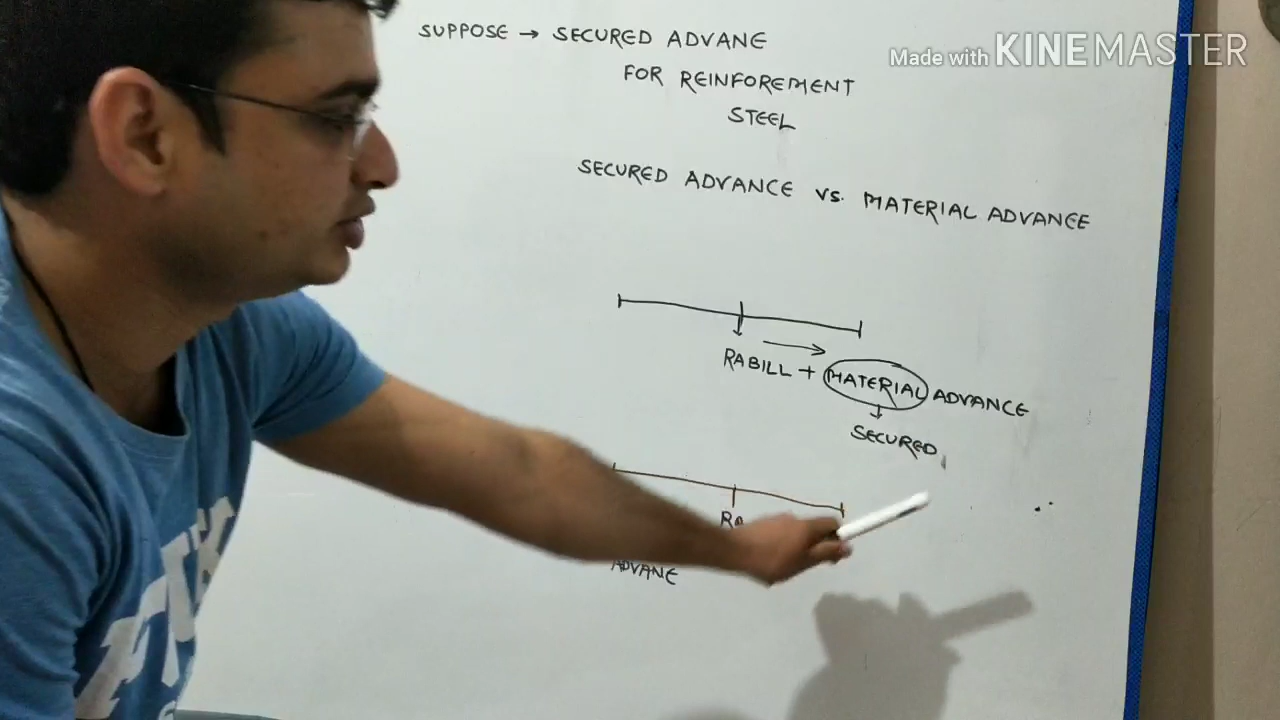 SUPPOSE → SECURED ADVANE
Made with KINEMASTER
FOR REINFOREMENT
STEEL
SECURED ADVANCE VS. MATERIAL ADVANCE
RABILL + MATERIAL ADVANCE
SECURED
ADVANE